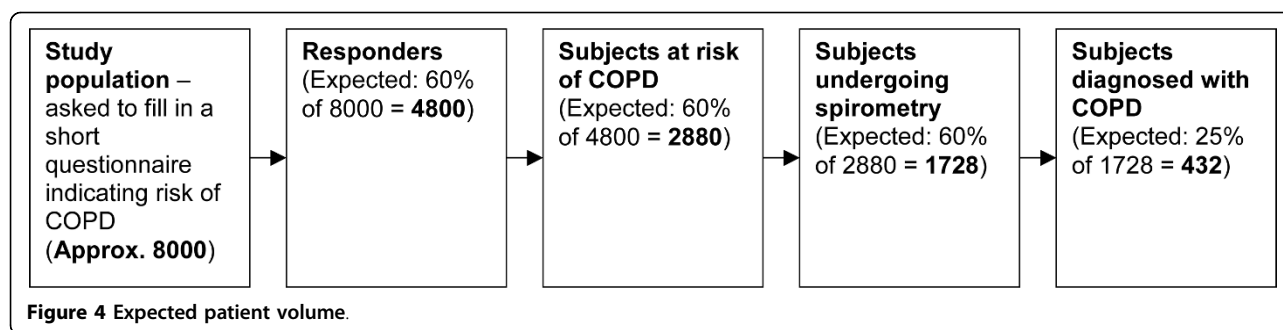 Study
population –
asked to fill in a
short
questionnaire
indicating risk of
COPD
(Approx. 8000)
Responders
(Expected: 60%
of 8000 = 4800)
Subjects at risk
of COPD
(Expected: 60%
of 4800 = 2880)
Subjects
undergoing
spirometry
(Expected: 60%
of 2880 = 1728)
Subjects
diagnosed with
COPD
(Expected: 25%
of 1728 = 432)
Figure 4 Expected patient volume.